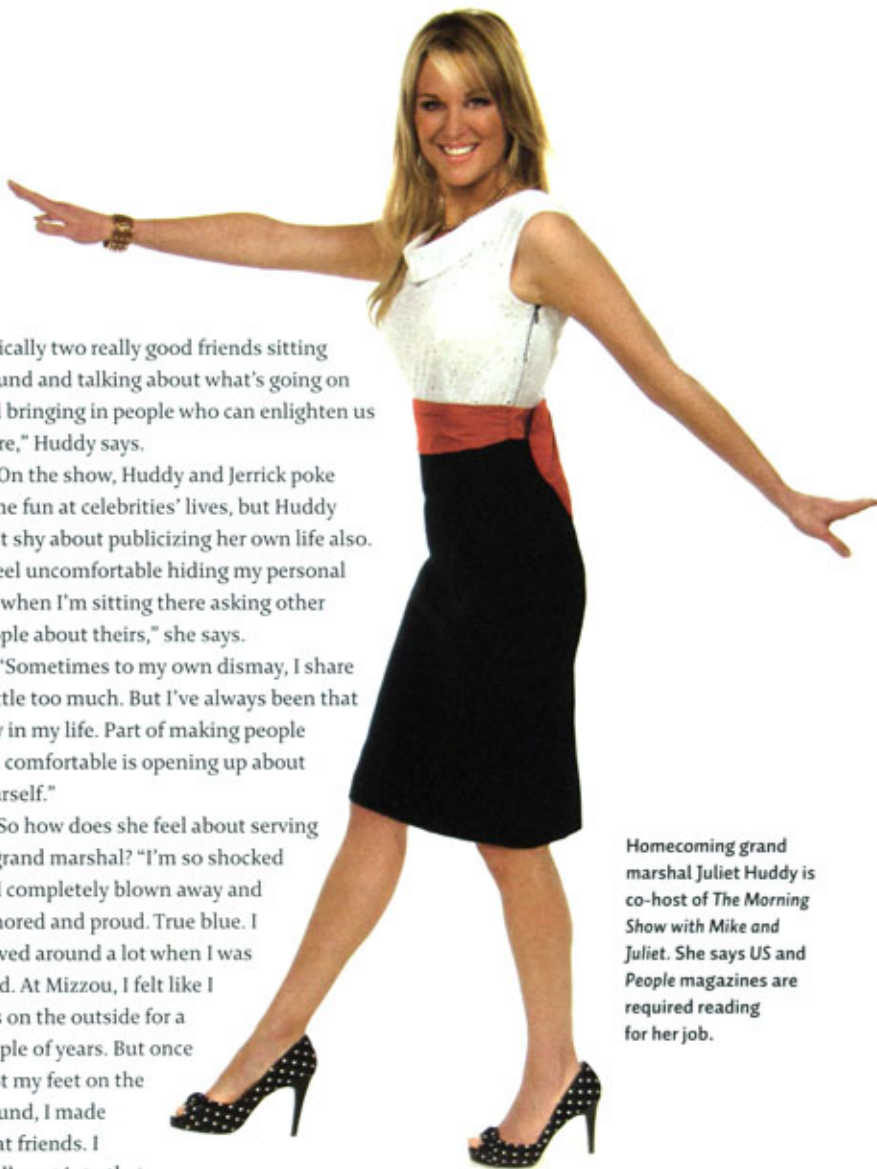 ically two really good friends sitting
und and talking about what's going on
l bringing in people who can enlighten us
re,” Huddy says.
On the show, Huddy and Jerrick poke
ne fun at celebrities’ lives, but Huddy
't shy about publicizing her own life also.
eel uncomfortable hiding my personal
when I'm sitting there asking other
ple about theirs,” she says.
“Sometimes to my own dismay, I share
ttle too much. But I've always been that
y in my life. Part of making people
comfortable is opening up about
urself.”
So how does she feel about serving
grand marshal? “I'm so shocked
l completely blown away and
nored and proud. True blue. I
ved around a lot when I was
d. At Mizzou, I felt like I
s on the outside for a
ple of years. But once
t my feet on the
und, I made
at friends. I
Homecoming grand
marshal Juliet Huddy is
co-host of The Morning
Show with Mike and
Juliet. She says US and
People magazines are
required reading
for her job.